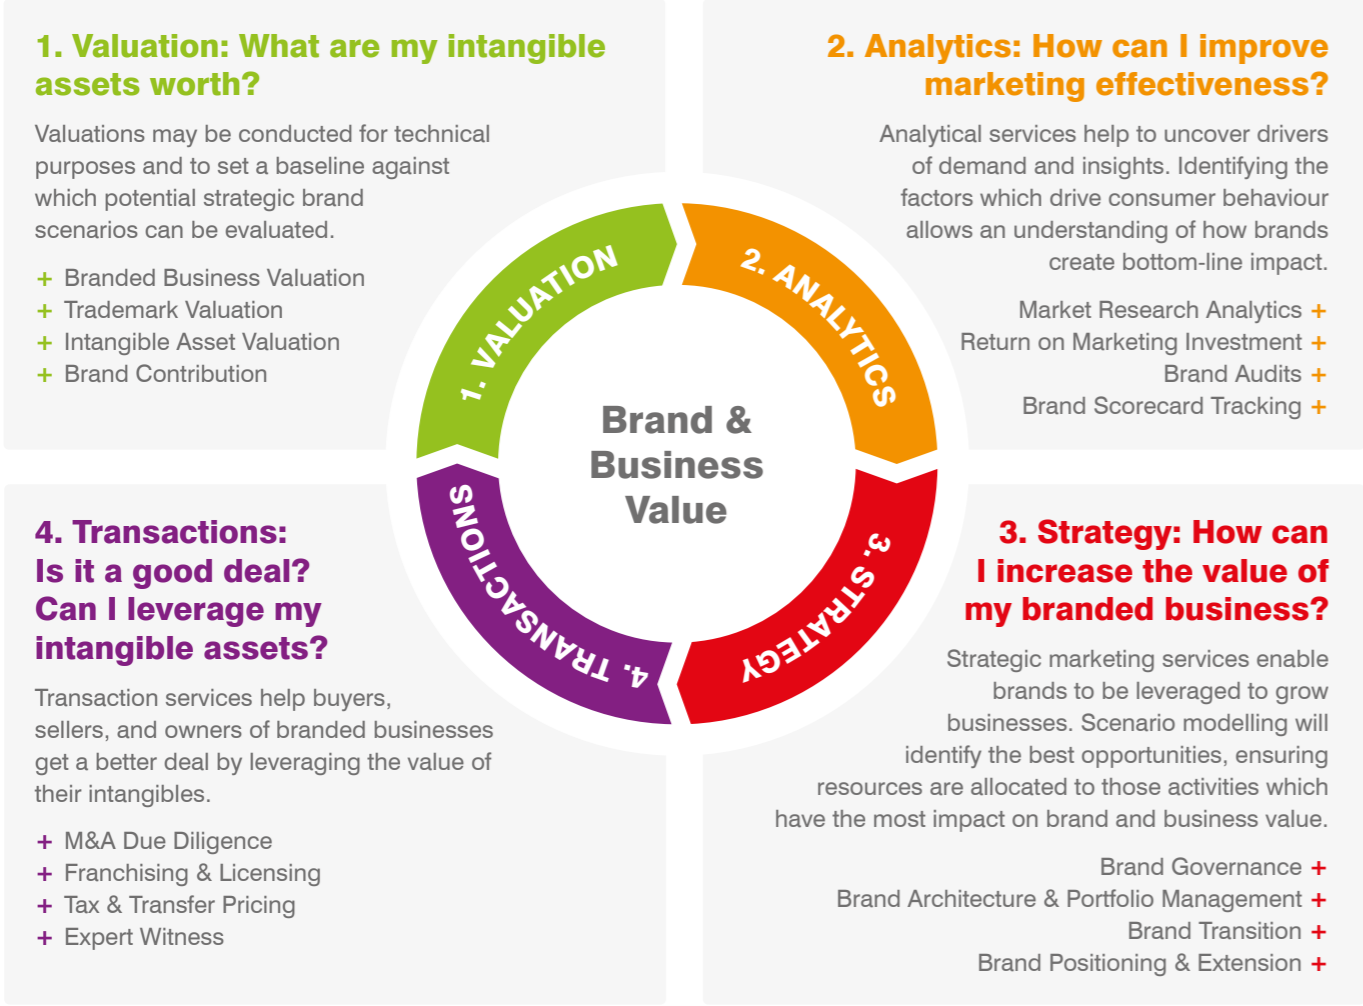 1. Valuation: What are my intangible
assets worth?
Valuations may be conducted for technical
purposes and to set a baseline against
which potential strategic brand
scenarios can be evaluated.
+ Branded Business Valuation
+ Trademark Valuation
+ Intangible Asset Valuation
+ Brand Contribution
2. Analytics: How can I improve
marketing effectiveness?
Analytical services help to uncover drivers
of demand and insights. Identifying the
factors which drive consumer behaviour
allows an understanding of how brands
create bottom-line impact.
Market Research Analytics +
Return on Marketing Investment +
Brand Audits +
Brand Scorecard Tracking +
1. VALUATION
2. ANALYTICS
3. STRATEGY
4. TRANSACTIONS
Brand &
Business
Value
4. Transactions:
Is it a good deal?
Can I leverage my
intangible assets?
Transaction services help buyers,
sellers, and owners of branded businesses
get a better deal by leveraging the value of
their intangibles.
+ M&A Due Diligence
+ Franchising & Licensing
+ Tax & Transfer Pricing
+ Expert Witness
3. Strategy: How can
I increase the value of
my branded business?
Strategic marketing services enable
brands to be leveraged to grow
businesses. Scenario modelling will
identify the best opportunities, ensuring
resources are allocated to those activities which
have the most impact on brand and business value.
Brand Governance +
Brand Architecture & Portfolio Management +
Brand Transition +
Brand Positioning & Extension +